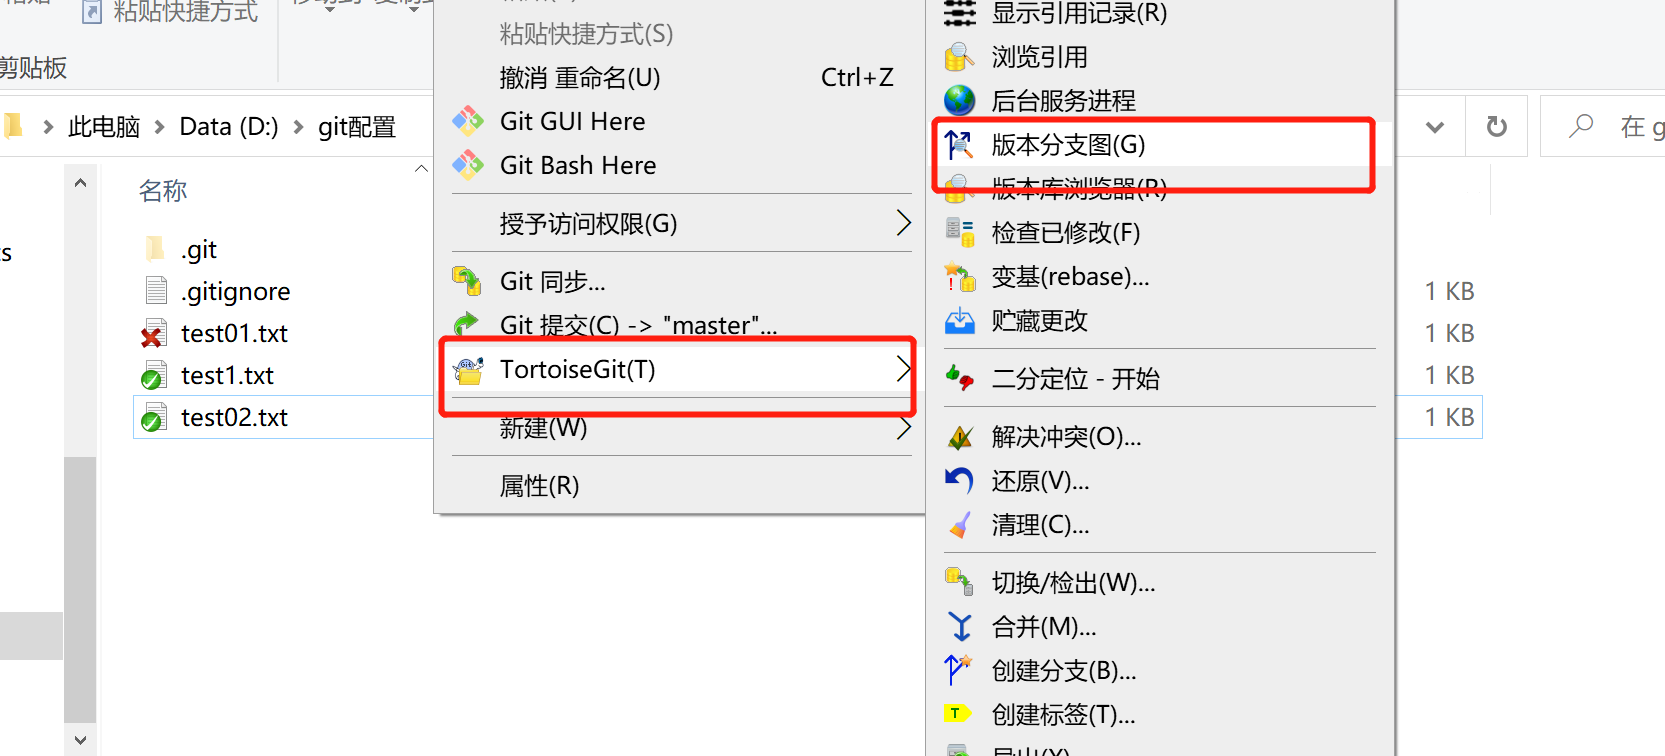 粘贴快捷方式
剪贴板
此电脑 > Data (D:) > git配置
在 g
名称
.git
.gitignore
1 KB
test01.txt
1 KB
test1.txt
1 KB
test02.txt
1 KB
粘贴快捷方式(S)
撤消 重命名(U) Ctrl+Z
Git GUI Here
Git Bash Here
授予访问权限(G)
Git 同步...
Git 提交(C) -> "master"...
TortoiseGit(T)
新建(W)
属性(R)
显示引用记录(R)
浏览引用
后台服务进程
版本分支图(G)
版本库浏览器(R)
检查已修改(F)
变基(rebase)...
贮藏更改
二分定位 - 开始
解决冲突(O)...
还原(V)...
清理(C)...
切换/检出(W)...
合并(M)...
创建分支(B)...
创建标签(T)...